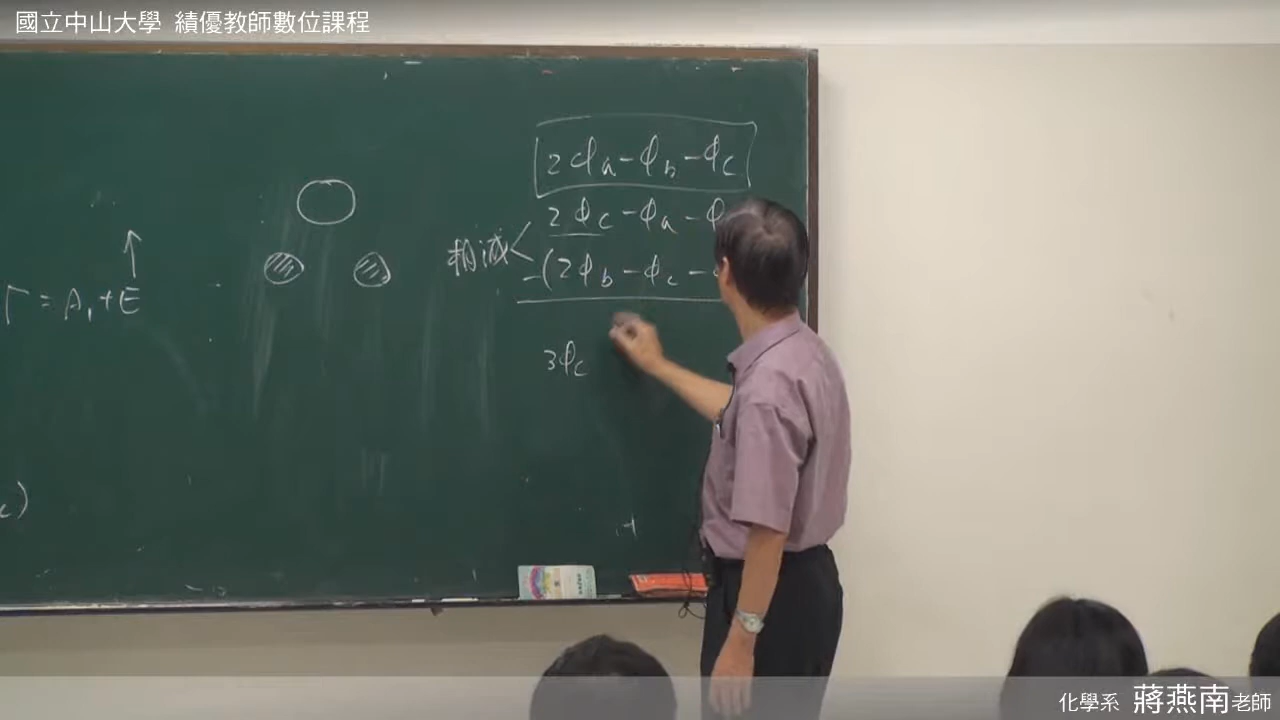 國立中山大學 績優教師數位課程
2ϕa-ϕb-ϕc
2ϕc-ϕa-ϕ
相減
-(2ϕb-ϕc-
Γ=A₁+E
3ϕc
c)
化學系 蔣燕南老師